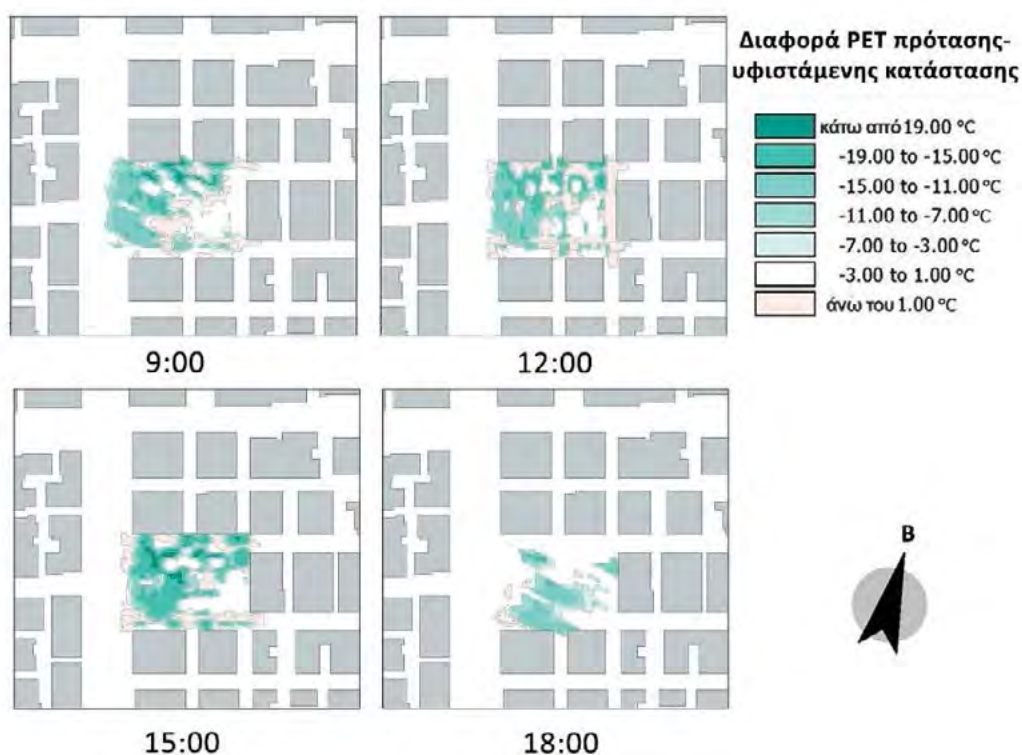 Διαφορά PET πρότασης-
υφιστάμενης κατάστασης
κάτω από 19.00 °C
-19.00 to -15.00 °C
-15.00 to -11.00 °C
-11.00 to -7.00 °C
-7.00 to -3.00 °C
-3.00 to 1.00 °C
άνω του 1.00 °C
9:00
12:00
B
15:00
18:00